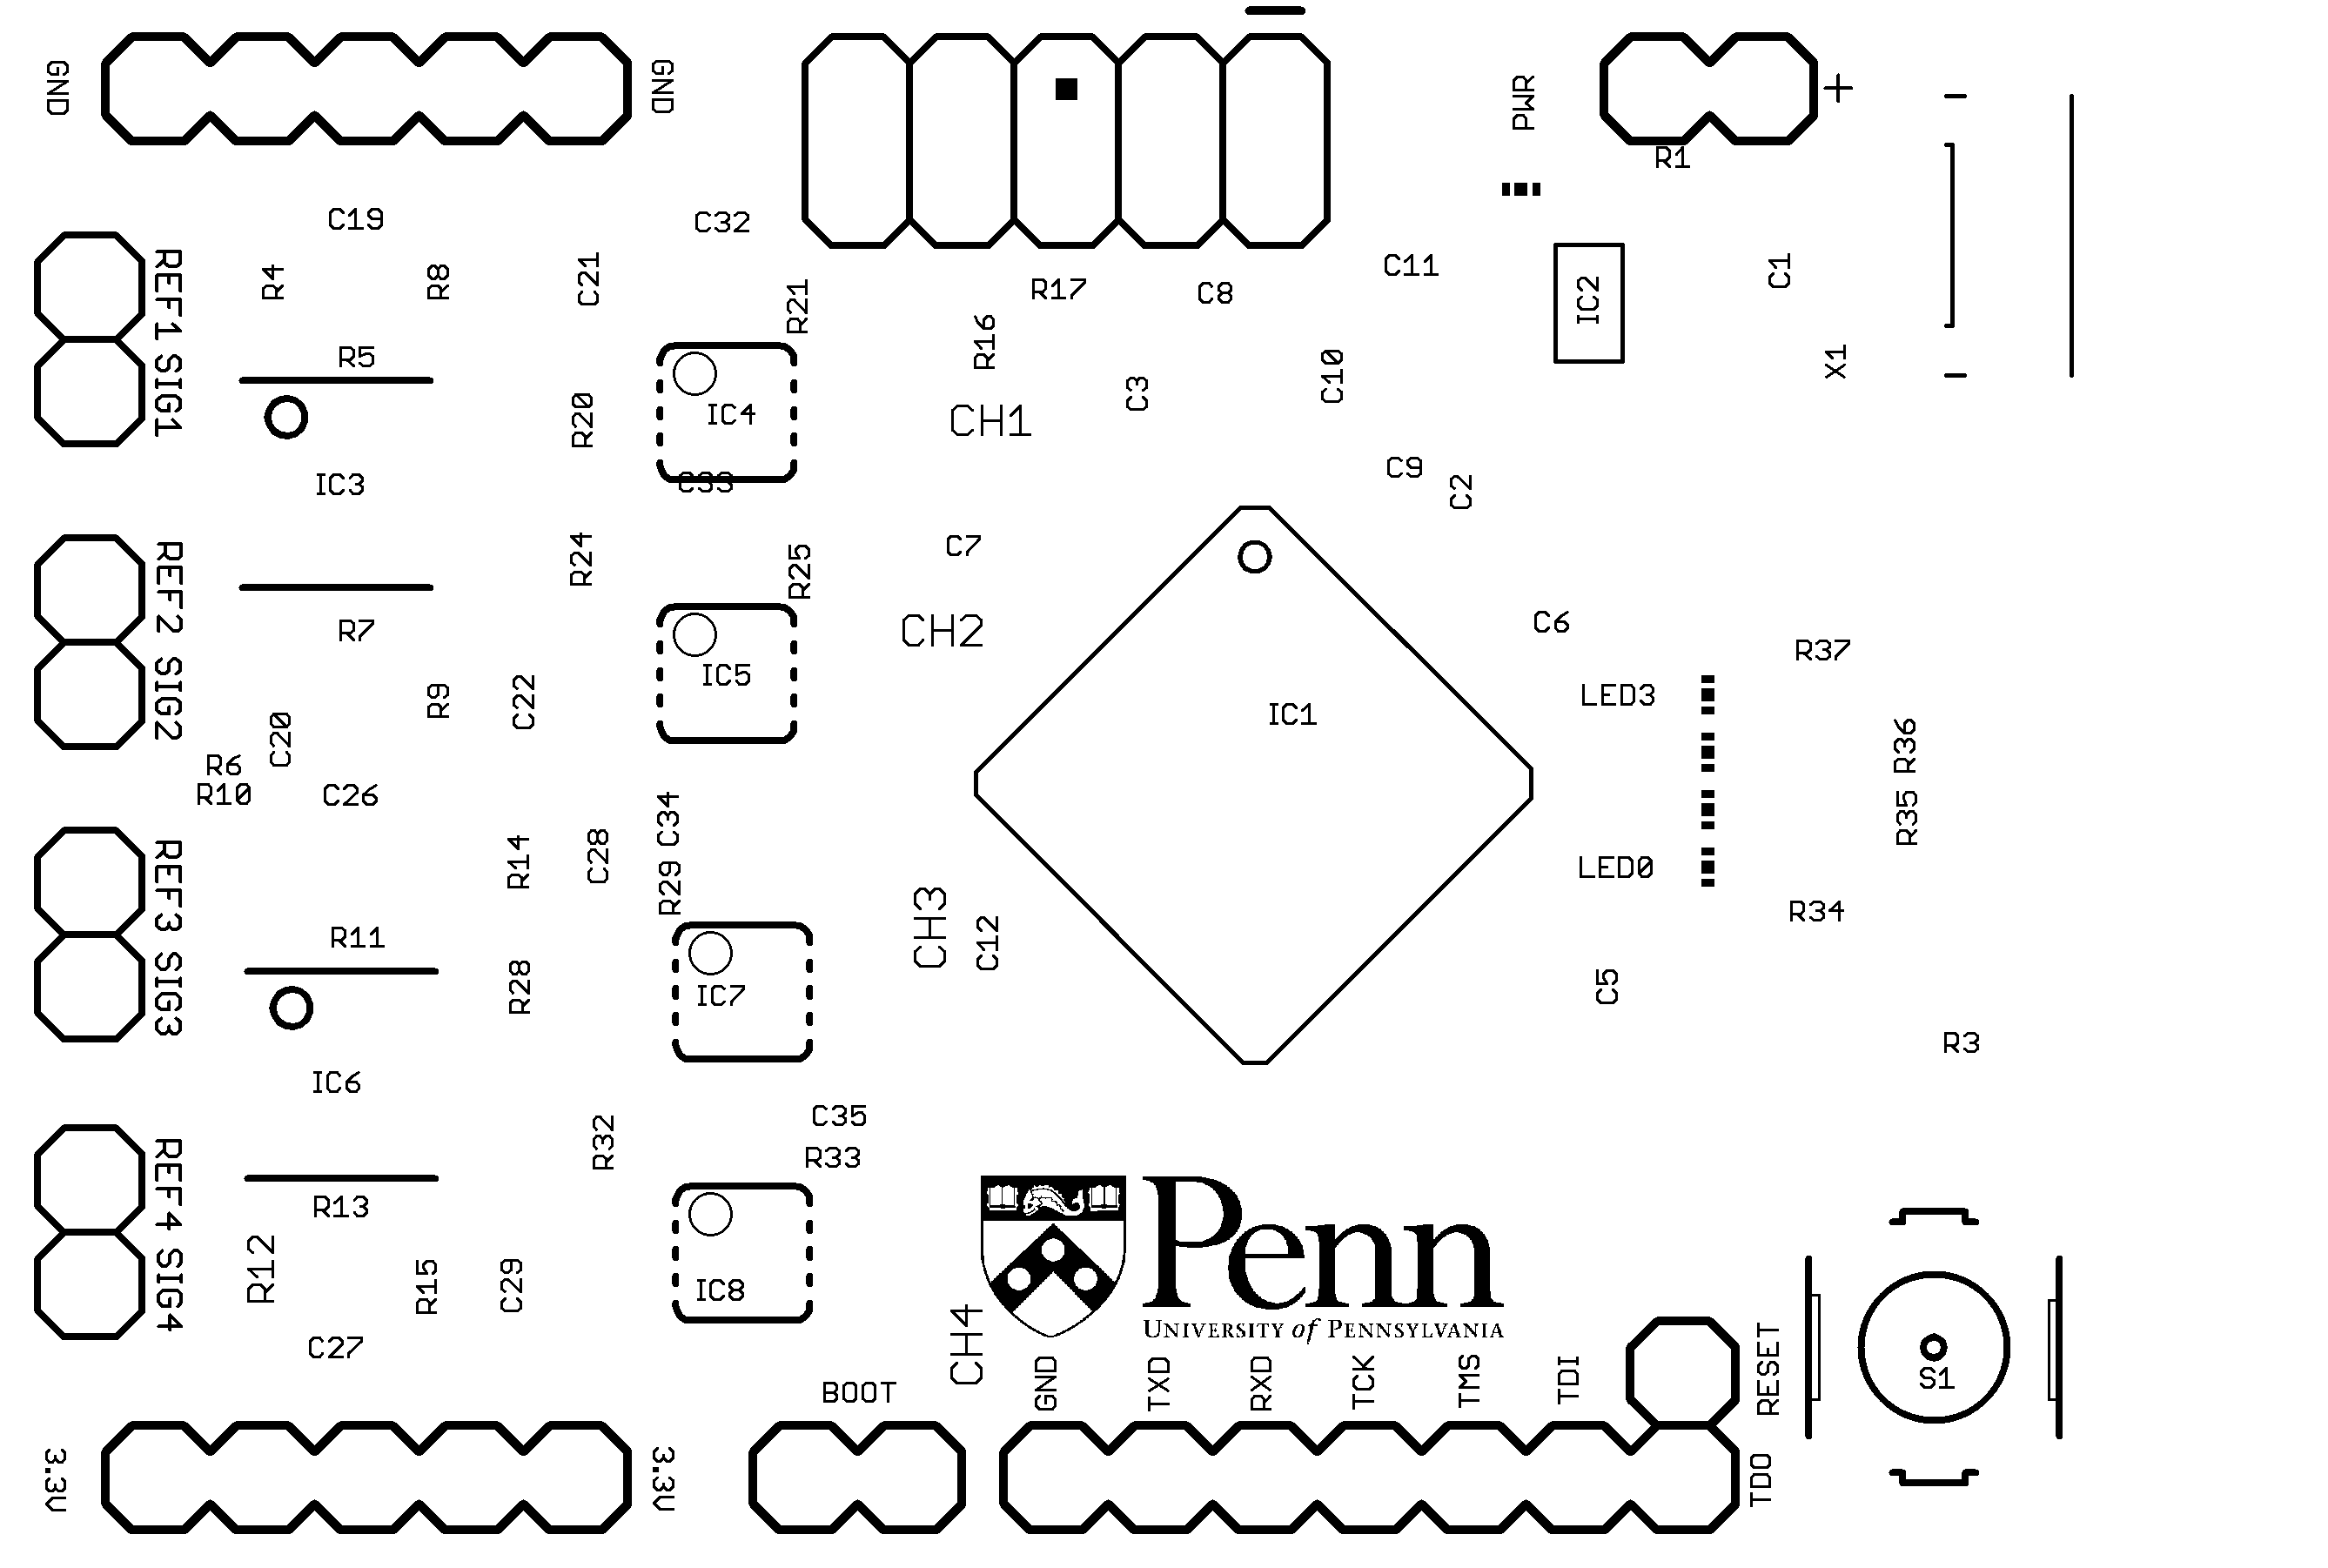 GND
GND
PWR
+
R1
C19
C32
REF1
R4
R8
C21
R21
R17
C8
C11
IC2
C1
R16
R5
SIG1
R20
IC4
CH1
C3
C10
X1
IC3
C33
C9
C2
REF2
R24
R25
C7
R7
CH2
C6
R37
SIG2
IC5
IC1
LED3
R9
C22
C20
R6
R10
C26
R36
R35
REF3
R14
C28
C34
R29
LED0
R11
CH3
C12
R34
SIG3
R28
IC7
C5
R3
IC6
REF4
R32
C35
R33
R13
Penn
SIG4
R12
R15
C29
IC8
UNIVERSITY of PENNSYLVANIA
C27
CH4
BOOT
GND
TXD
RXD
TCK
TMS
TDI
RESET
S1
3.3V
3.3V
TDO